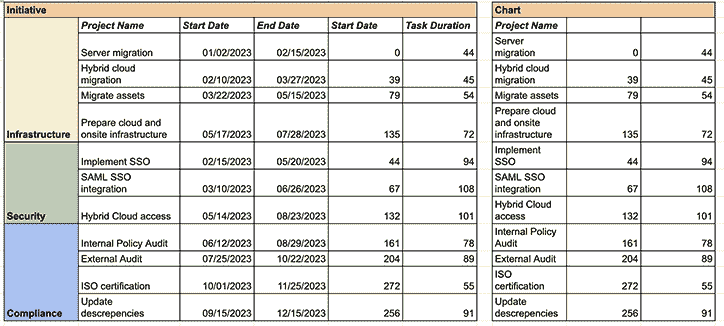 Initiative
Project Name Start Date End Date Start Date Task Duration
Server migration 01/02/2023 02/15/2023 0 44
Hybrid cloud
migration 02/10/2023 03/27/2023 39 45
Migrate assets 03/22/2023 05/15/2023 79 54
Prepare cloud and
Infrastructure onsite infrastructure 05/17/2023 07/28/2023 135 72
Implement SSO 02/15/2023 05/20/2023 44 94
SAML SSO
integration 03/10/2023 06/26/2023 67 108
Security Hybrid Cloud access 05/14/2023 08/23/2023 132 101
Internal Policy Audit 06/12/2023 08/29/2023 161 78
External Audit 07/25/2023 10/22/2023 204 89
ISO certification 10/01/2023 11/25/2023 272 55
Update
Compliance descrepencies 09/15/2023 12/15/2023 256 91
Chart
Project Name
Server
migration 0 44
Hybrid cloud
migration 39 45
Migrate assets 79 54
Prepare cloud
and onsite
infrastructure 135 72
Implement
SSO 44 94
SAML SSO
integration 67 108
Hybrid Cloud
access 132 101
Internal Policy
Audit 161 78
External Audit 204 89
ISO
certification 272 55
Update
descrepencies 256 91